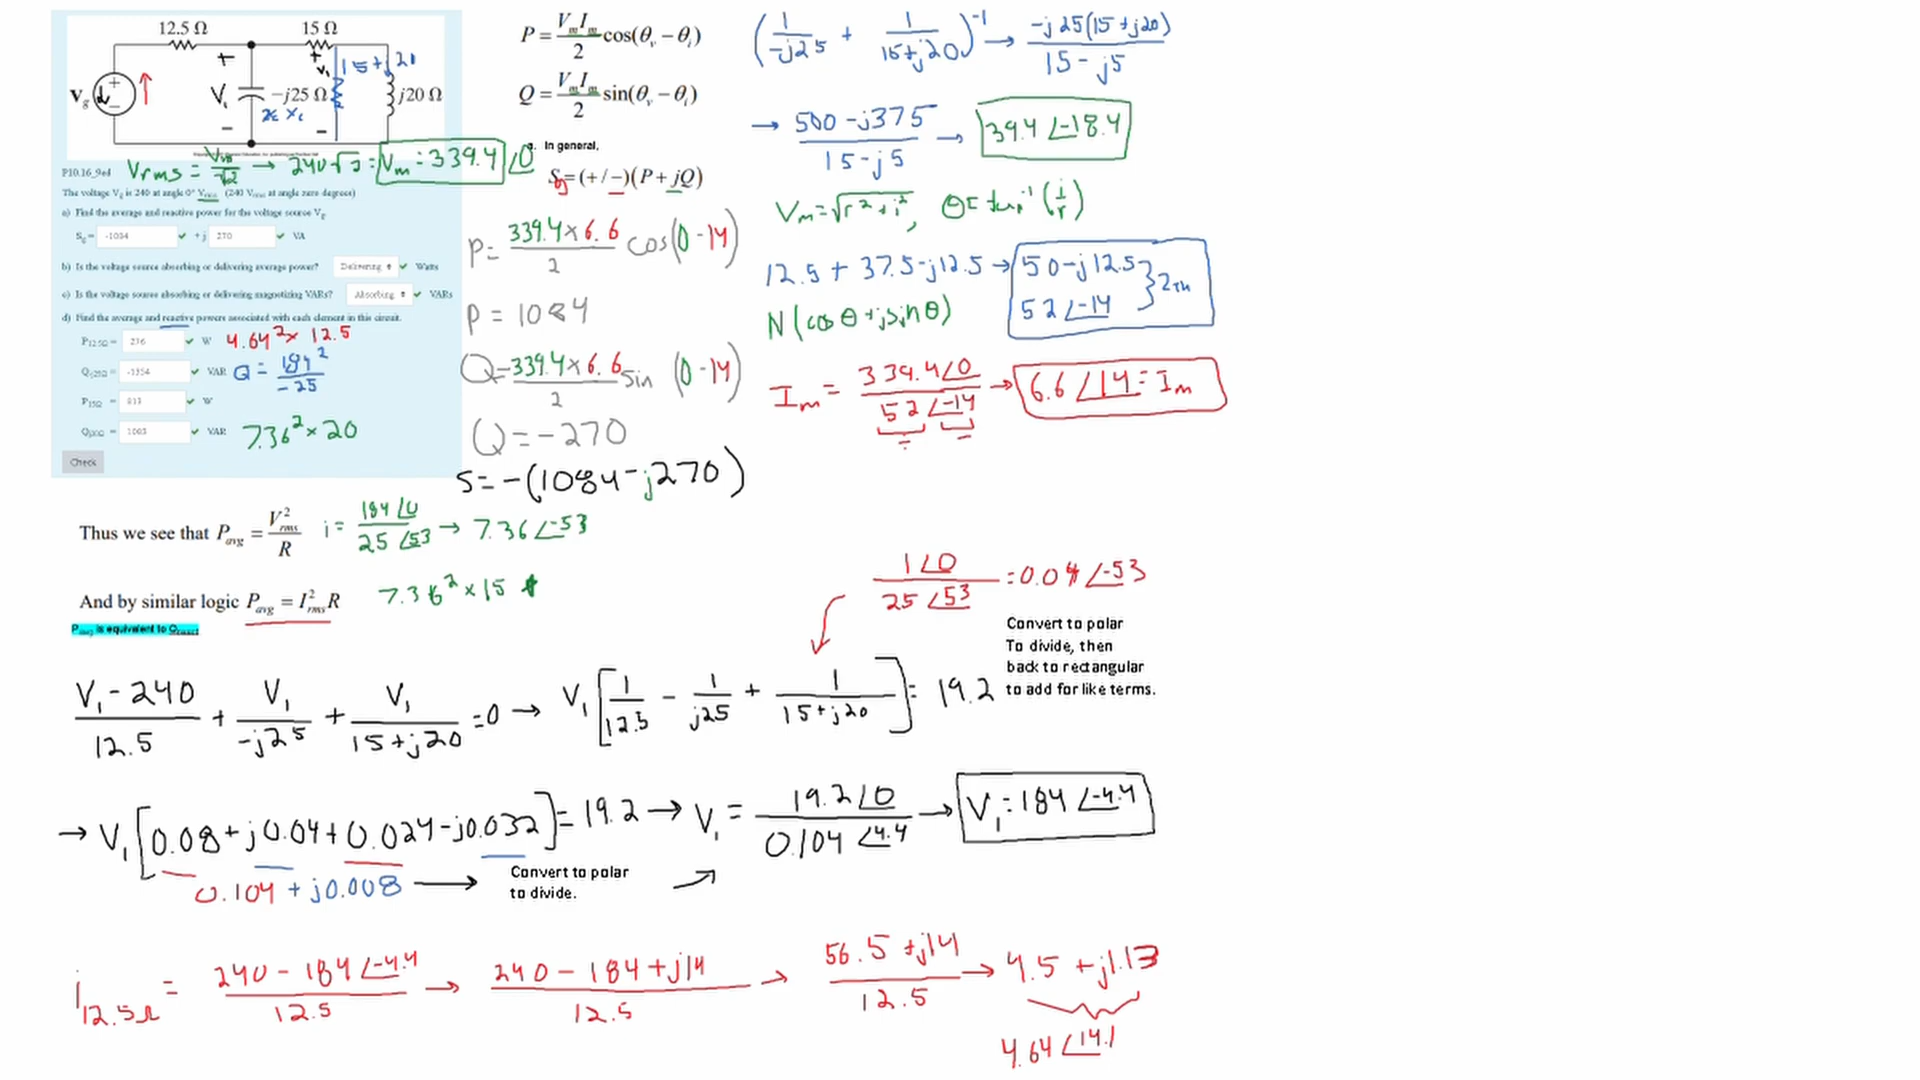 12.5 Ω
15 Ω
15+j20
+
+
V₁
Vg
V₁
−j25 Ω
j20 Ω
−
−
P10.16_9ed
Vrms = Vm/√2 → 240√2 = Vm = 339.4∠0
The voltage Vg is 240 at angle 0° Vrms (240 Vrms at angle zero degrees)
a) Find the average and reactive power for the voltage source Vg
Sg = -1084 ✔ +j 270 ✔ VA
b) Is the voltage source absorbing or delivering average power? Delivering ✔ Watts
c) Is the voltage source absorbing or delivering magnetizing VARs? Absorbing ✔ VARs
d) Find the average and reactive powers associated with each element in this circuit.
P12.5Ω = 276 ✔ W 4.64² × 12.5
-1354 ✔ VAR Q = 184²/-25
P15Ω = 813 ✔ W
Qj20Ω = 1083 ✔ VAR 7.36² × 20
Check
P = VmIm/2 cos(θv − θi)
Q = VmIm/2 sin(θv − θi)
In general,
= (+/−)(P + jQ)
P = 339.4 × 6.6/2 cos(0 - 14)
P = 1084
Q = 339.4 × 6.6/2 sin(0 - 14)
Q = -270
S = -(1084 - j270)
(1/-j25 + 1/15+j20)⁻¹ → -j25(15+j20)/15-j5
→ 500-j375/15-j5 → 39.4∠-18.4
Vm = √r²+i², θ = tan⁻¹(i/r)
12.5 + 37.5-j12.5 → 50-j12.5
52∠-14 } ZTh
N(cosθ+jsinθ)
Im = 339.4∠0/52∠-14 → 6.6∠14 = Im
Thus we see that Pavg = V²rms/R
i = 184∠0/25∠53 → 7.36∠-53
And by similar logic Pavg = I²rmsR
7.36² × 15
is equivalent to
1∠0/25∠53 = 0.04∠-53
Convert to polar
To divide, then
back to rectangular
to add for like terms.
V₁-240/12.5 + V₁/-j25 + V₁/15+j20 = 0 → V₁[1/12.5 - 1/j25 + 1/15+j20] = 19.2
→ V₁[0.08+j0.04+0.024-j0.032] = 19.2 → V₁ = 19.2∠0/0.104∠4.4 → V₁ = 184∠-4.4
0.104 + j0.008 →
Convert to polar
to divide.
i12.5Ω = 240-184∠-4.4/12.5 → 240-184+j14/12.5 → 56.5+j14/12.5 → 4.5+j1.13
4.64∠14.1